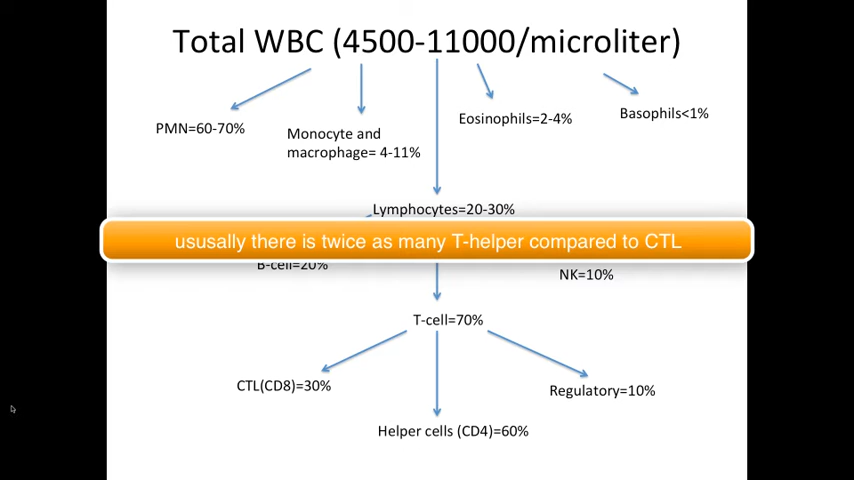 Total WBC (4500-11000/microliter)
PMN=60-70%
Monocyte and
macrophage= 4-11%
Eosinophils=2-4%
Basophils<1%
Lymphocytes=20-30%
ususally there is twice as many T-helper compared to CTL
B-cell=20%
NK=10%
T-cell=70%
CTL(CD8)=30%
Regulatory=10%
Helper cells (CD4)=60%